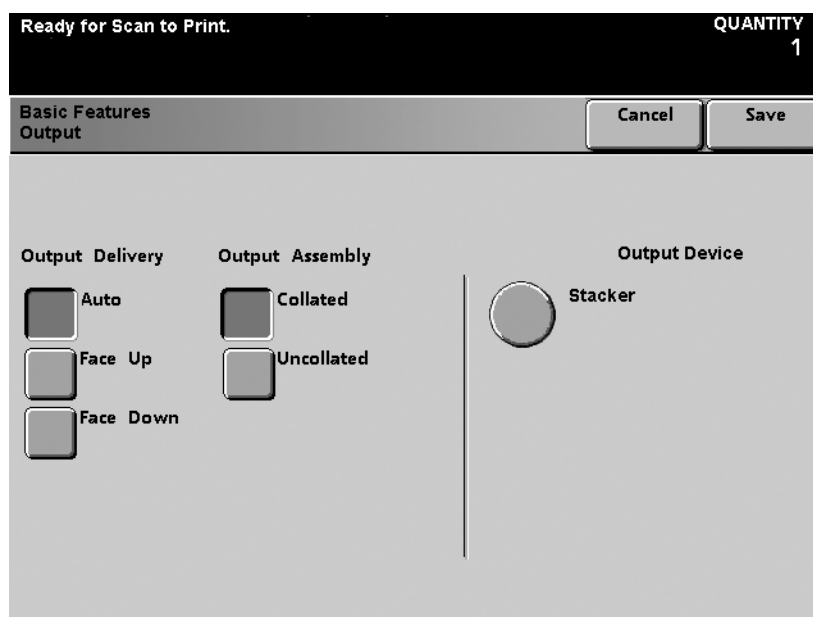 Ready for Scan to Print.
QUANTITY
1
Basic Features
Output
Cancel
Save
Output Delivery
Auto
Face Up
Face Down
Output Assembly
Collated
Uncollated
Output Device
Stacker